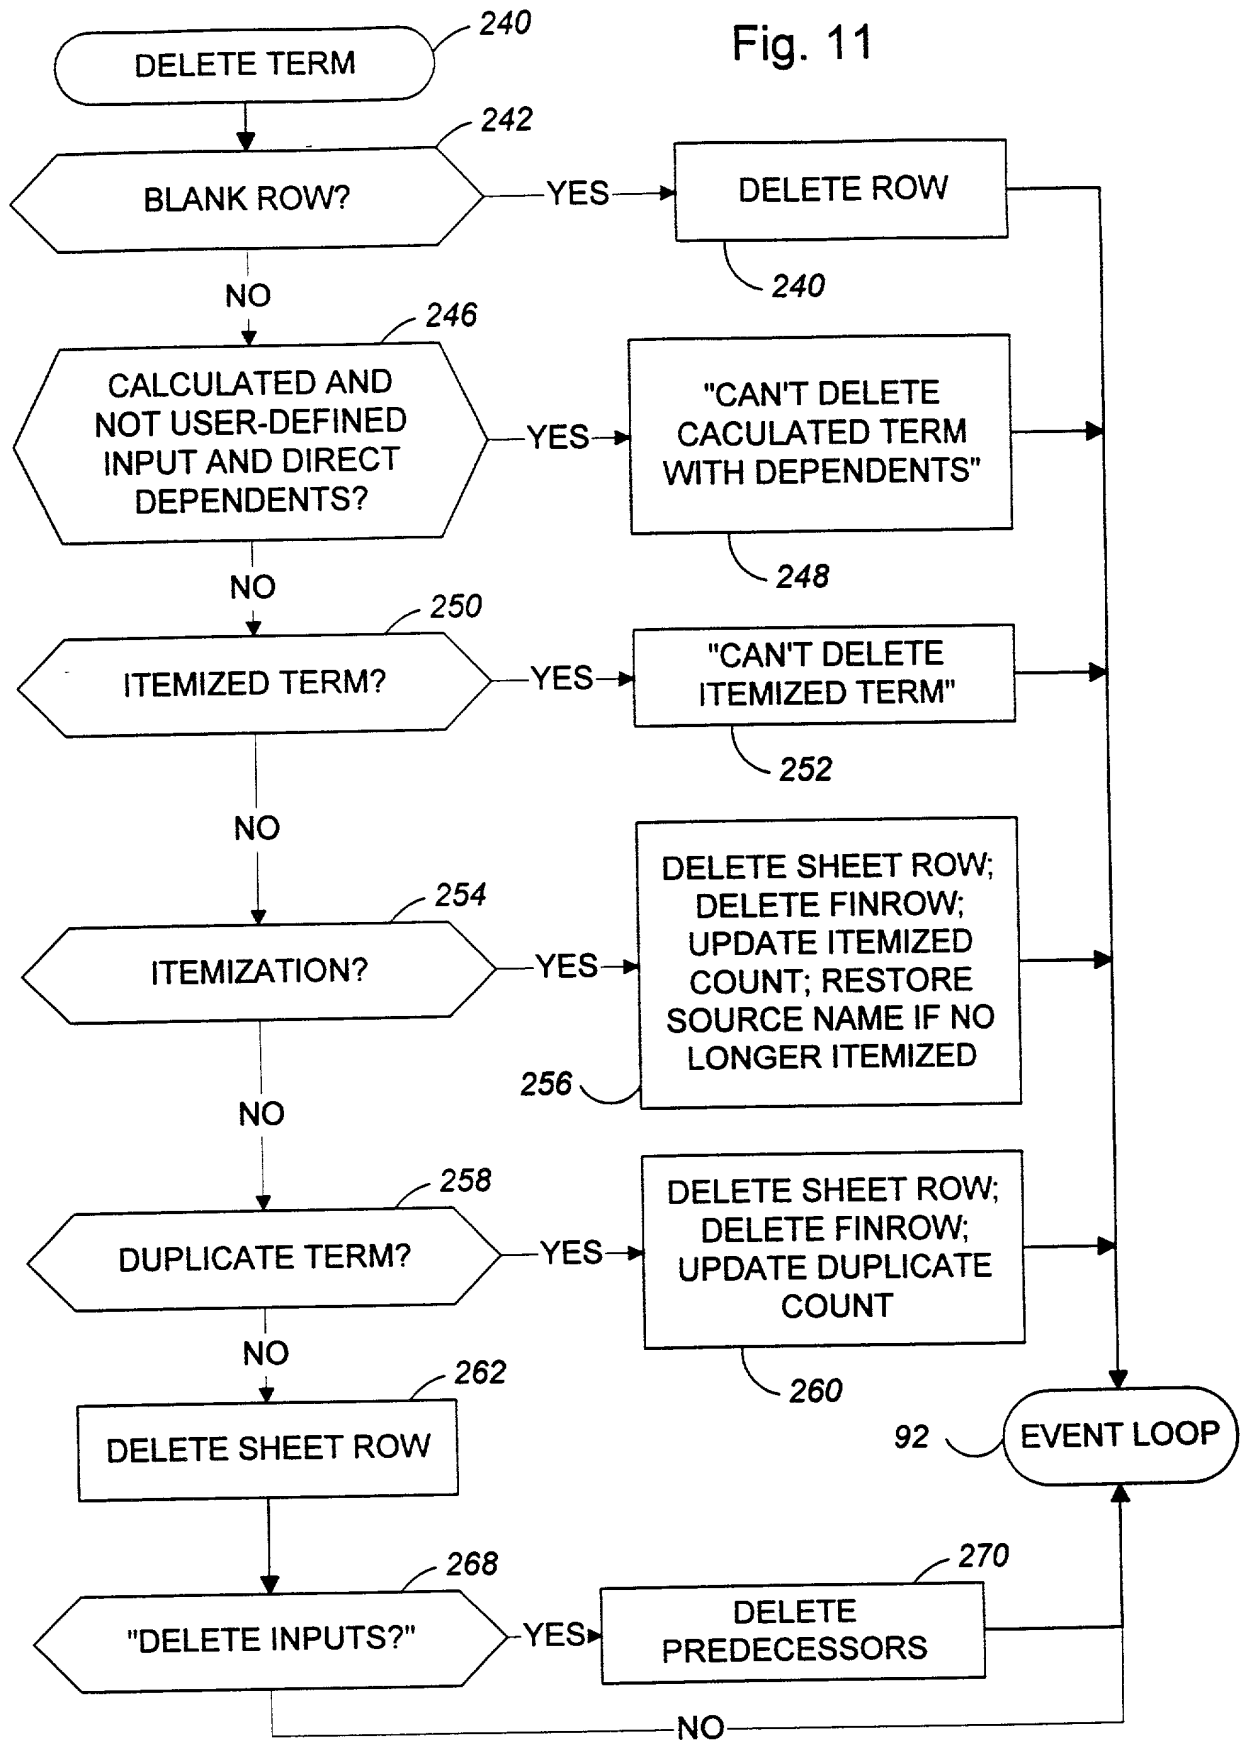 240
Fig. 11
DELETE TERM
242
BLANK ROW?
YES
DELETE ROW
240
NO
246
CALCULATED AND
NOT USER-DEFINED
INPUT AND DIRECT
DEPENDENTS?
YES
"CAN'T DELETE
CACULATED TERM
WITH DEPENDENTS"
248
NO
250
ITEMIZED TERM?
YES
"CAN'T DELETE
ITEMIZED TERM"
252
NO
254
ITEMIZATION?
YES
DELETE SHEET ROW;
DELETE FINROW;
UPDATE ITEMIZED
COUNT; RESTORE
SOURCE NAME IF NO
LONGER ITEMIZED
256
NO
258
DUPLICATE TERM?
YES
DELETE SHEET ROW;
DELETE FINROW;
UPDATE DUPLICATE
COUNT
260
NO
262
DELETE SHEET ROW
92
EVENT LOOP
268
"DELETE INPUTS?"
YES
270
DELETE
PREDECESSORS
NO